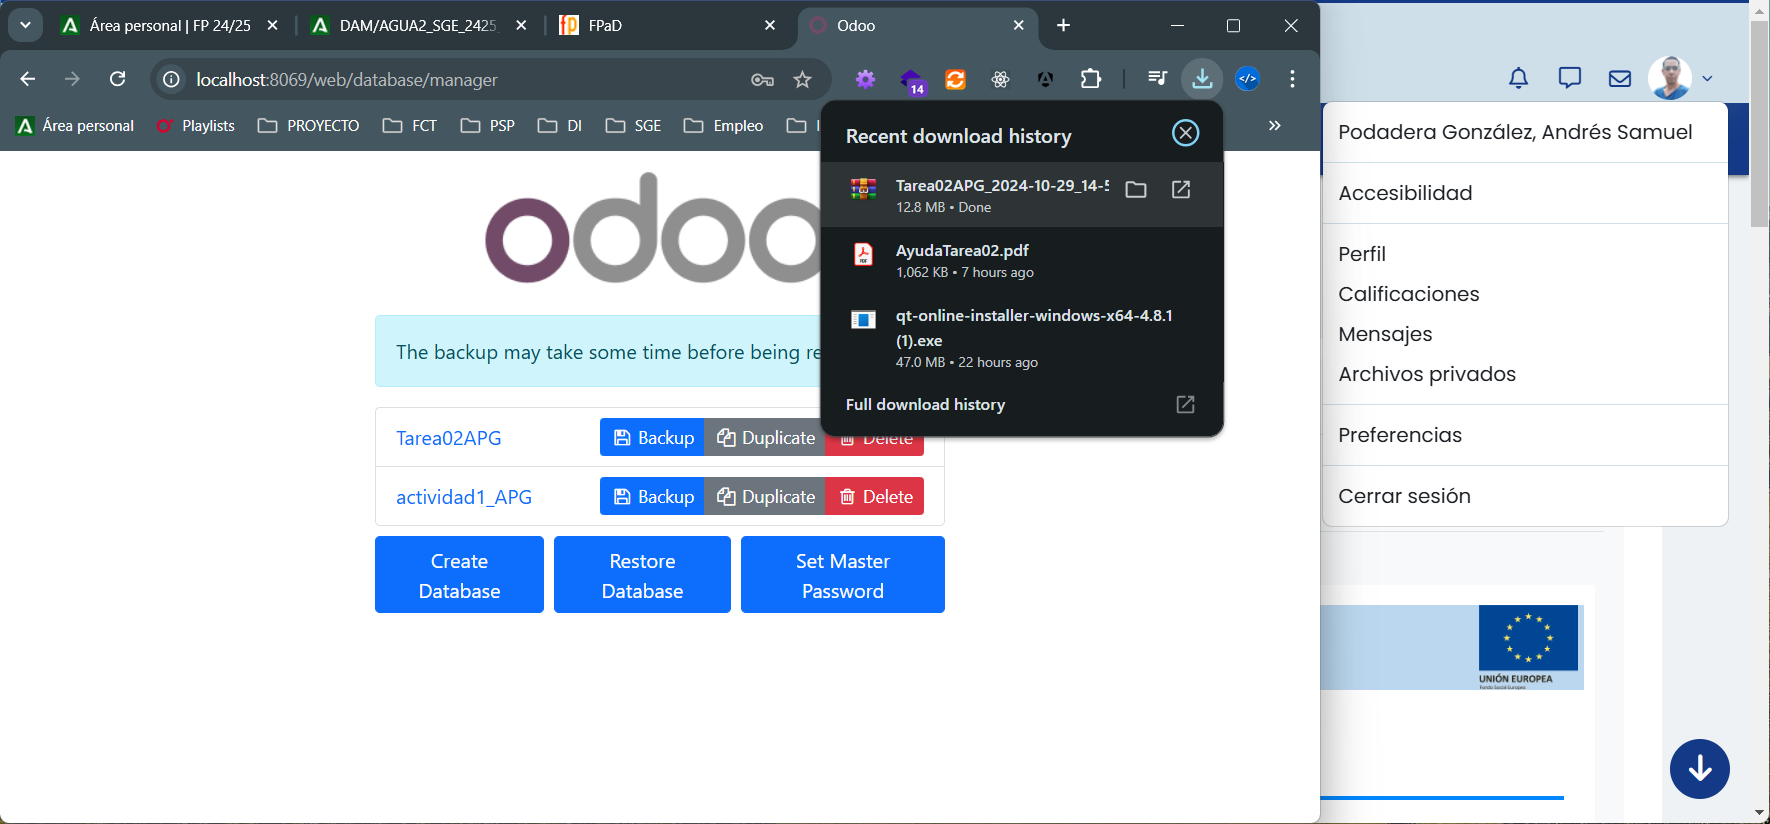 Área personal | FP 24/25
DAM/AGUA2_SGE_2425
FPaD
Odoo
localhost:8069/web/database/manager
14
Área personal
Playlists
PROYECTO
FCT
PSP
DI
SGE
Empleo
odoo
The backup may take some time before being re
Tarea02APG
Backup
Duplicate
Delete
actividad1_APG
Backup
Duplicate
Delete
Create Database
Restore Database
Set Master Password
Recent download history
Tarea02APG_2024-10-29_14-5
12.8 MB • Done
AyudaTarea02.pdf
1,062 KB • 7 hours ago
qt-online-installer-windows-x64-4.8.1
(1).exe
47.0 MB • 22 hours ago
Full download history
Podadera González, Andrés Samuel
Accesibilidad
Perfil
Calificaciones
Mensajes
Archivos privados
Preferencias
Cerrar sesión
UNIÓN EUROPEA
Fondo Social Europeo